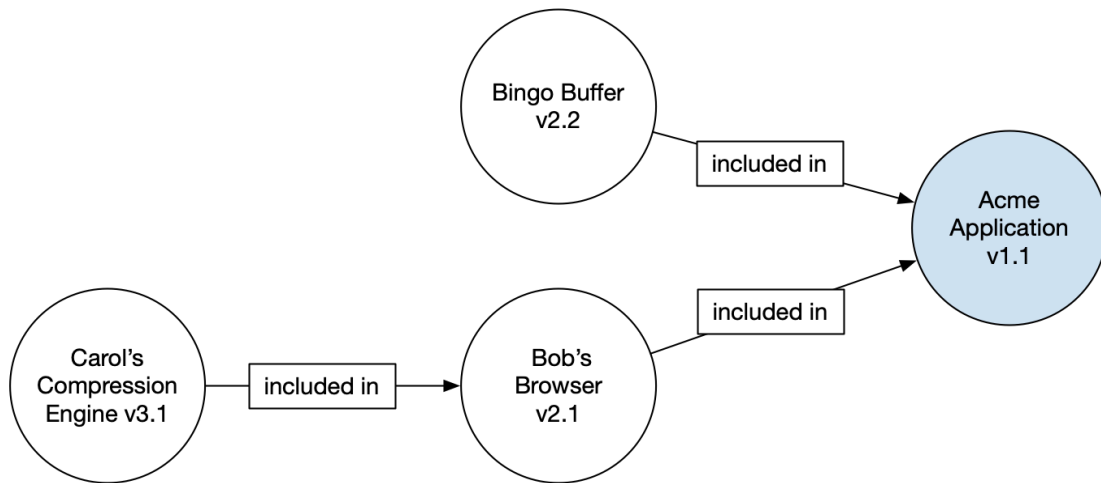 Bingo Buffer
v2.2
included in
Acme
Application
v1.1
included in
Carol’s
Compression
Engine v3.1
included in
Bob’s
Browser
v2.1